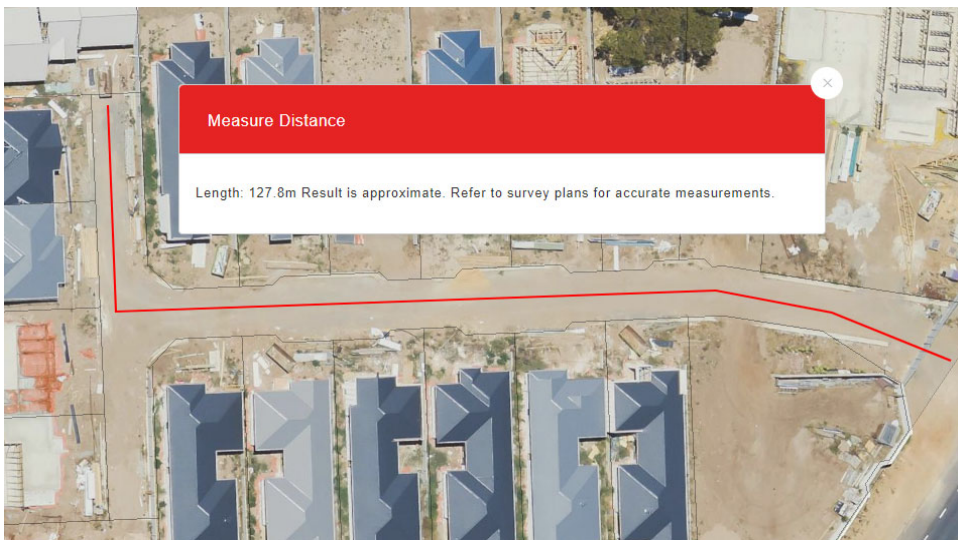 Measure Distance
Length: 127.8m Result is approximate. Refer to survey plans for accurate measurements.